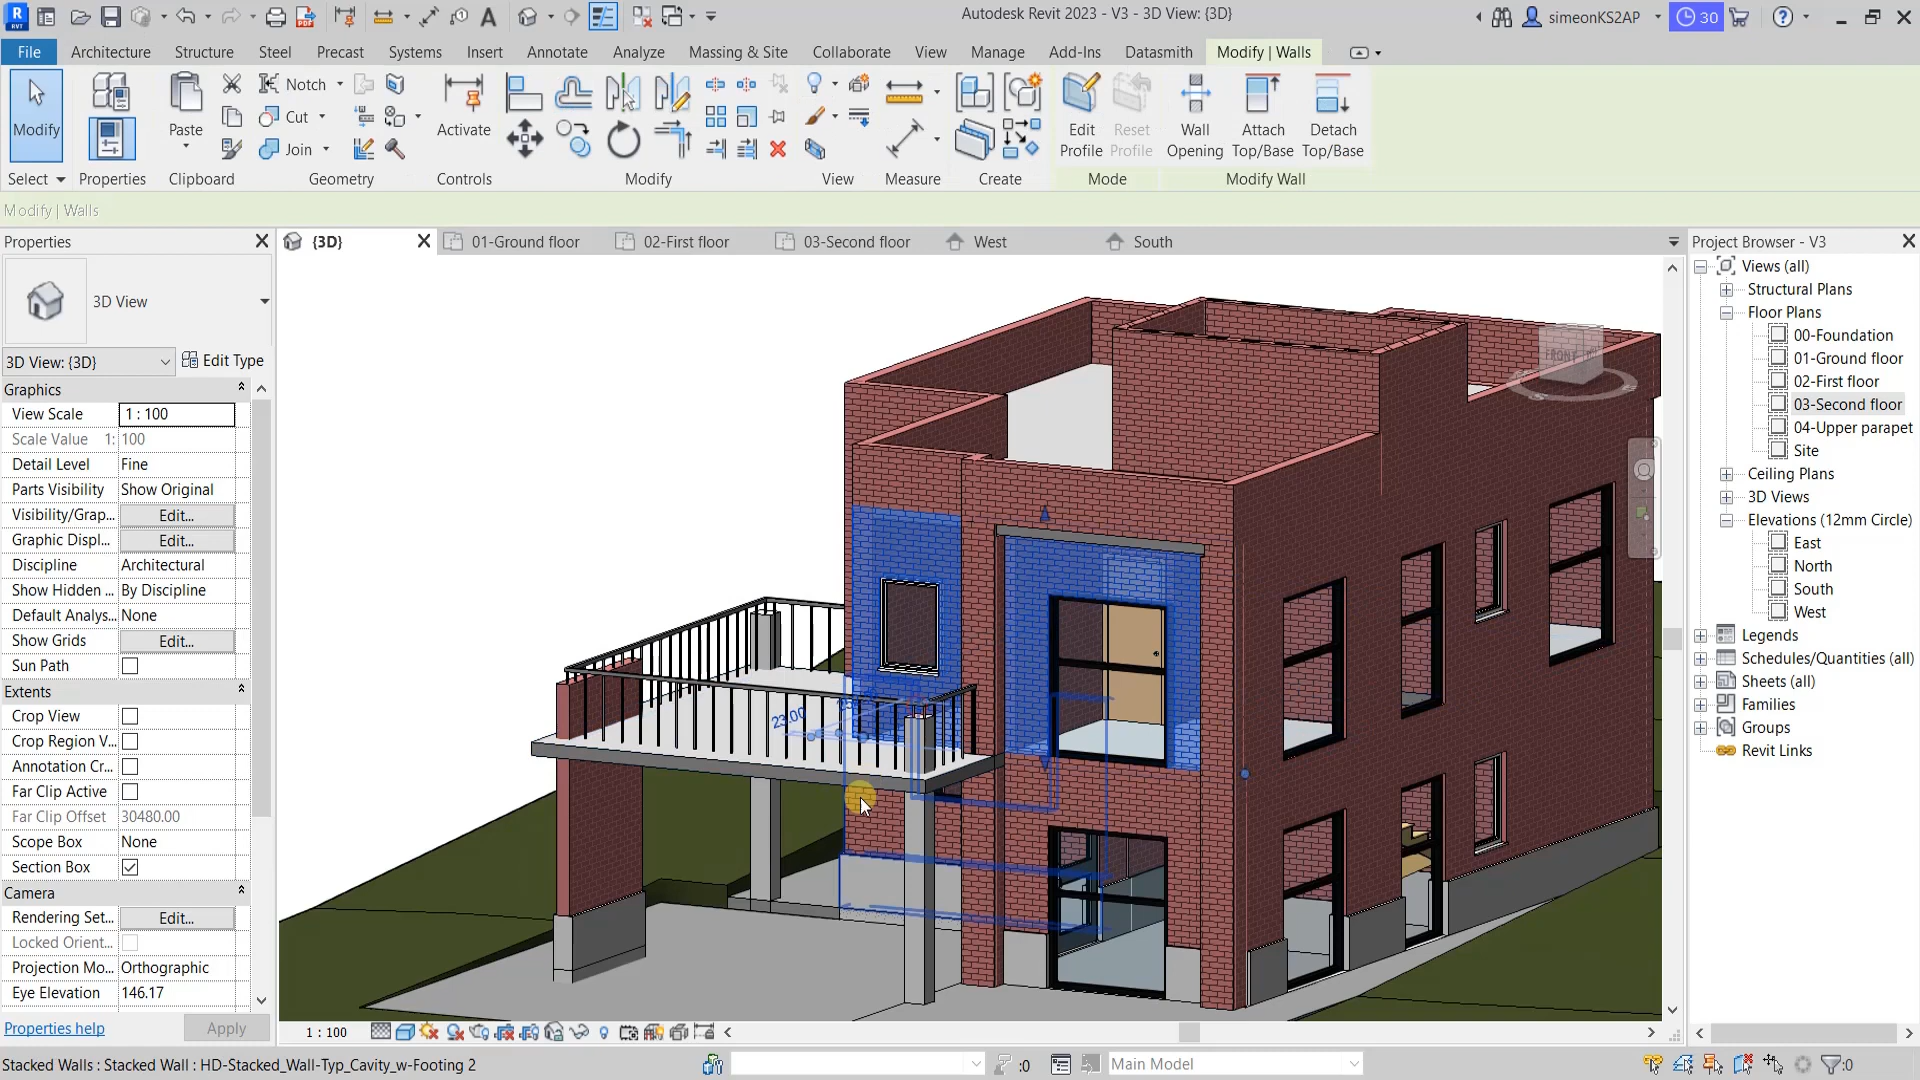 Autodesk Revit 2023 - V3 - 3D View: {3D}
simeonKS2AP
30
File
Architecture
Structure
Steel
Precast
Systems
Insert
Annotate
Analyze
Massing & Site
Collaborate
View
Manage
Add-Ins
Datasmith
Modify | Walls
Modify
Paste
Notch
Cut
Join
Activate
Edit Profile
Reset Profile
Wall Opening
Attach Top/Base
Detach Top/Base
Select
Properties
Clipboard
Geometry
Controls
Modify
View
Measure
Create
Mode
Modify Wall
Modify | Walls
Properties
{3D}
01-Ground floor
02-First floor
03-Second floor
West
South
Project Browser - V3
3D View
3D View: {3D}
Edit Type
Graphics
View Scale 1 : 100
Scale Value 1: 100
Detail Level Fine
Parts Visibility Show Original
Visibility/Grap... Edit...
Graphic Displ... Edit...
Discipline Architectural
Show Hidden ... By Discipline
Default Analys... None
Show Grids Edit...
Sun Path
Extents
Crop View
Crop Region V...
Annotation Cr...
Far Clip Active
Far Clip Offset 30480.00
Scope Box None
Section Box
Camera
Rendering Set... Edit...
Locked Orient...
Projection Mo... Orthographic
Eye Elevation 146.17
Properties help
Apply
FRONT
23.00
Views (all)
Structural Plans
Floor Plans
00-Foundation
01-Ground floor
02-First floor
03-Second floor
04-Upper parapet
Site
Ceiling Plans
3D Views
Elevations (12mm Circle)
East
North
South
West
Legends
Schedules/Quantities (all)
Sheets (all)
Families
Groups
Revit Links
1 : 100
Stacked Walls : Stacked Wall : HD-Stacked_Wall-Typ_Cavity_w-Footing 2
:0
Main Model
:0